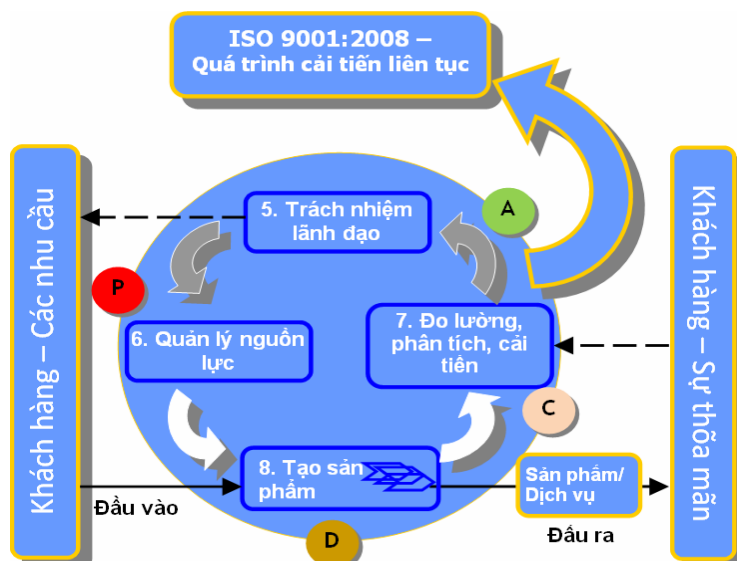 ISO 9001:2008 –
Quá trình cải tiến liên tục
Khách hàng – Các nhu cầu
5. Trách nhiệm
lãnh đạo
A
P
6. Quản lý nguồn
lực
7. Đo lường,
phân tích, cải
tiến
C
8. Tạo sản
phẩm
D
Đầu vào
Sản phẩm/
Dịch vụ
Đầu ra
Khách hàng – Sự thõa mãn